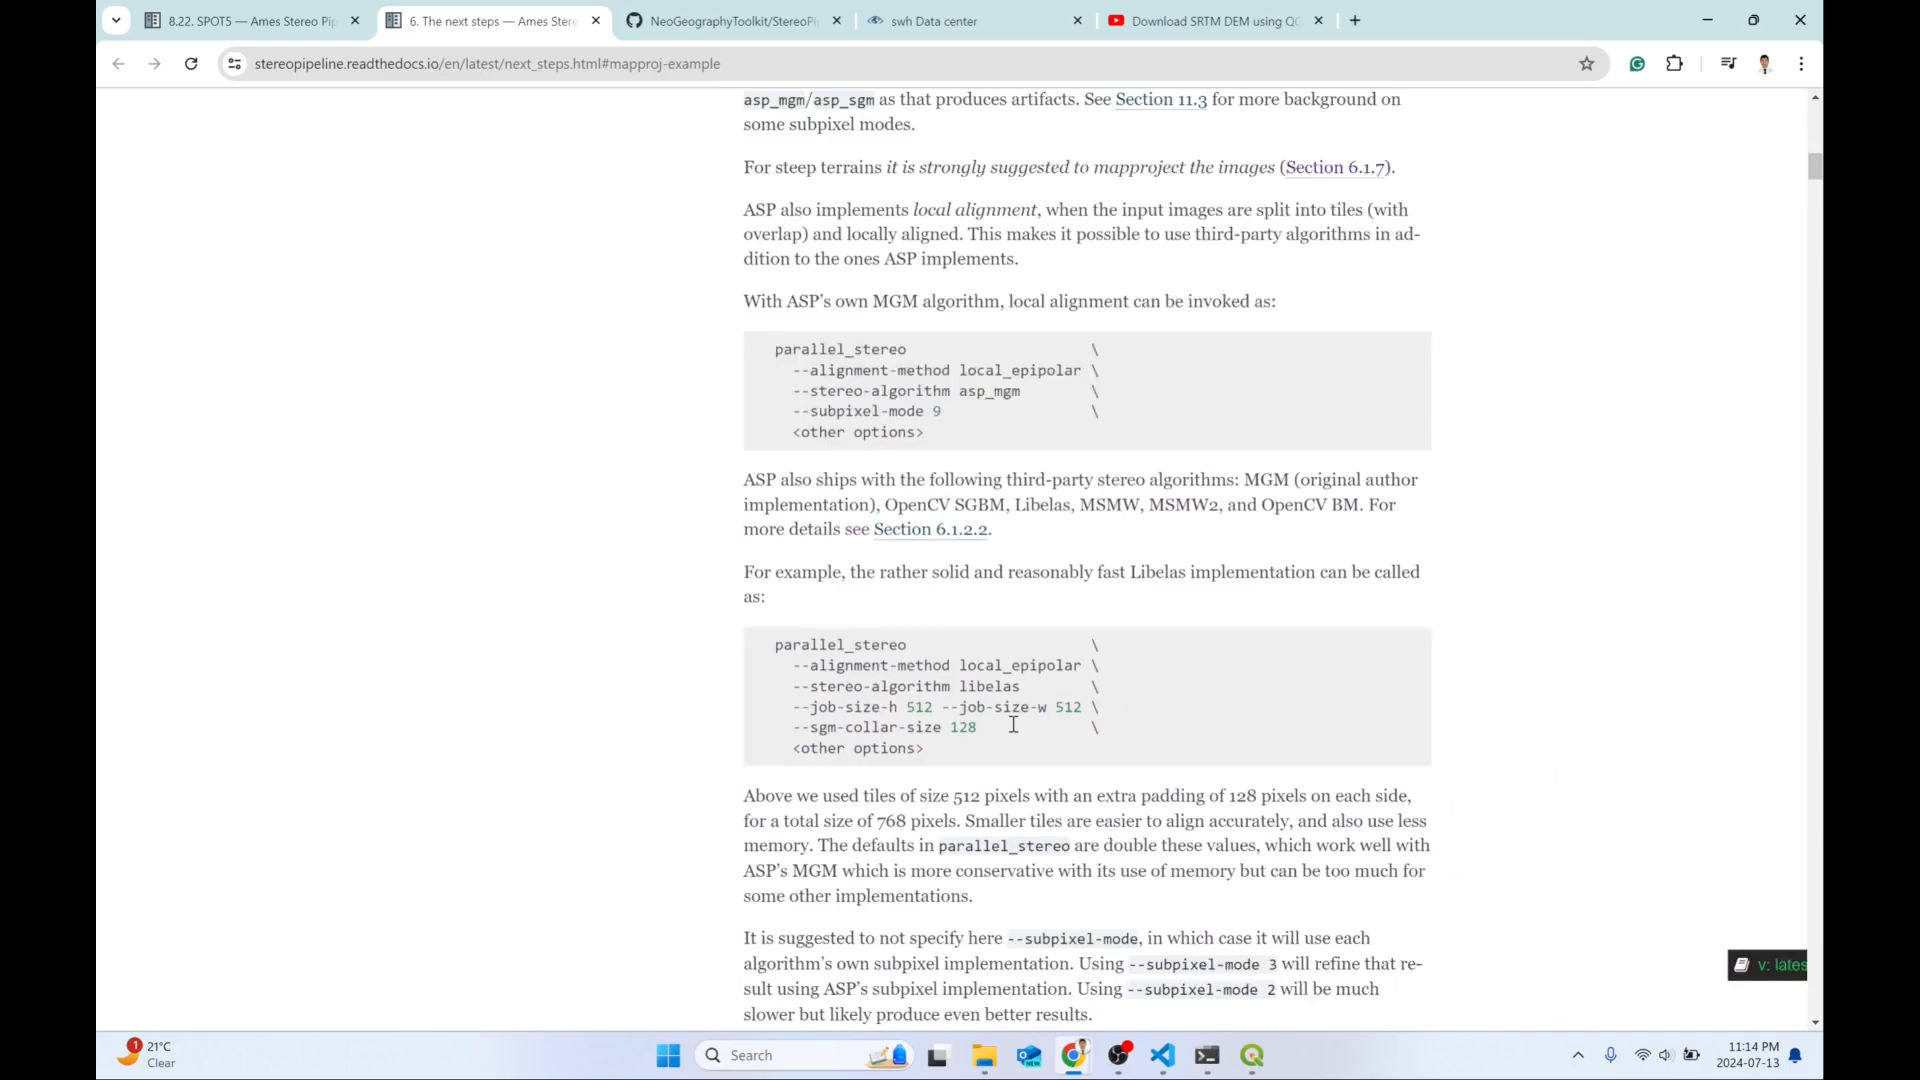 8.22. SPOT5 — Ames Stereo Pip
6. The next steps — Ames Stere
NeoGeographyToolkit/StereoPi
swh Data center
Download SRTM DEM using QG
stereopipeline.readthedocs.io/en/latest/next_steps.html#mapproj-example
asp_mgm/asp_sgm as that produces artifacts. See Section 11.3 for more background on
some subpixel modes.
For steep terrains it is strongly suggested to mapproject the images (Section 6.1.7).
ASP also implements local alignment, when the input images are split into tiles (with
overlap) and locally aligned. This makes it possible to use third-party algorithms in ad-
dition to the ones ASP implements.
With ASP’s own MGM algorithm, local alignment can be invoked as:
parallel_stereo \
--alignment-method local_epipolar \
--stereo-algorithm asp_mgm \
--subpixel-mode 9 \
<other options>
ASP also ships with the following third-party stereo algorithms: MGM (original author
implementation), OpenCV SGBM, Libelas, MSMW, MSMW2, and OpenCV BM. For
more details see Section 6.1.2.2.
For example, the rather solid and reasonably fast Libelas implementation can be called
as:
parallel_stereo \
--alignment-method local_epipolar \
--stereo-algorithm libelas \
--job-size-h 512 --job-size-w 512 \
--sgm-collar-size 128 \
<other options>
Above we used tiles of size 512 pixels with an extra padding of 128 pixels on each side,
for a total size of 768 pixels. Smaller tiles are easier to align accurately, and also use less
memory. The defaults in parallel_stereo are double these values, which work well with
ASP’s MGM which is more conservative with its use of memory but can be too much for
some other implementations.
It is suggested to not specify here --subpixel-mode, in which case it will use each
algorithm’s own subpixel implementation. Using --subpixel-mode 3 will refine that re-
sult using ASP’s subpixel implementation. Using --subpixel-mode 2 will be much
slower but likely produce even better results.
v: lates
1
21°C
Clear
Search
NEW
11:14 PM
2024-07-13